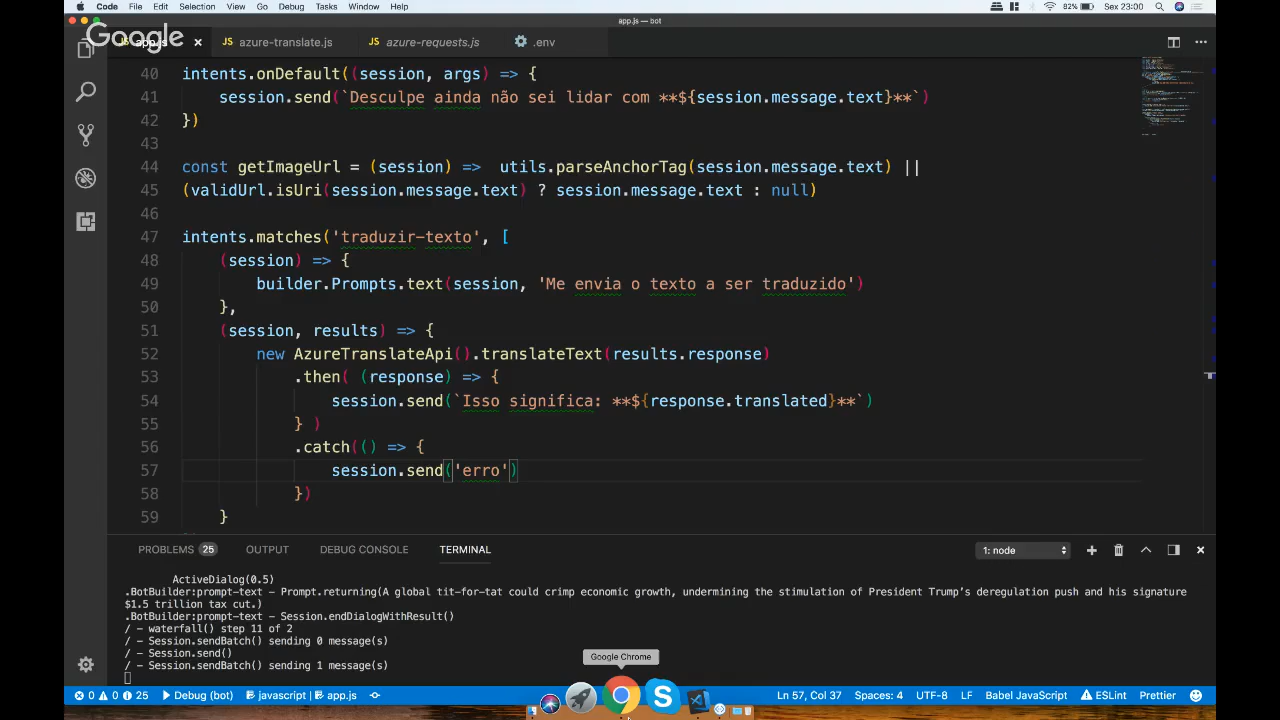 Code File Edit Selection View Go Debug Tasks Window Help 82% Sex 23:00
app.js — bot
Google
app.js azure-translate.js azure-requests.js .env
40 intents.onDefault((session, args) => {
41 session.send(`Desculpe ainda não sei lidar com **${session.message.text}**`)
42 })
43
44 const getImageUrl = (session) => utils.parseAnchorTag(session.message.text) ||
45 (validUrl.isUri(session.message.text) ? session.message.text : null)
46
47 intents.matches('traduzir-texto', [
48 (session) => {
49 builder.Prompts.text(session, 'Me envia o texto a ser traduzido')
50 },
51 (session, results) => {
52 new AzureTranslateApi().translateText(results.response)
53 .then( (response) => {
54 session.send(`Isso significa: **${response.translated}**`)
55 } )
56 .catch(() => {
57 session.send('erro')
58 })
59 }
PROBLEMS 25 OUTPUT DEBUG CONSOLE TERMINAL 1: node
ActiveDialog(0.5)
.BotBuilder:prompt-text - Prompt.returning(A global tit-for-tat could crimp economic growth, undermining the stimulation of President Trump's deregulation push and his signature
$1.5 trillion tax cut.)
.BotBuilder:prompt-text - Session.endDialogWithResult()
/ - waterfall() step 11 of 2
/ - Session.sendBatch() sending 0 message(s)
/ - Session.send()
/ - Session.sendBatch() sending 1 message(s)
Google Chrome
0 0 25 Debug (bot) javascript | app.js Ln 57, Col 37 Spaces: 4 UTF-8 LF Babel JavaScript ESLint Prettier